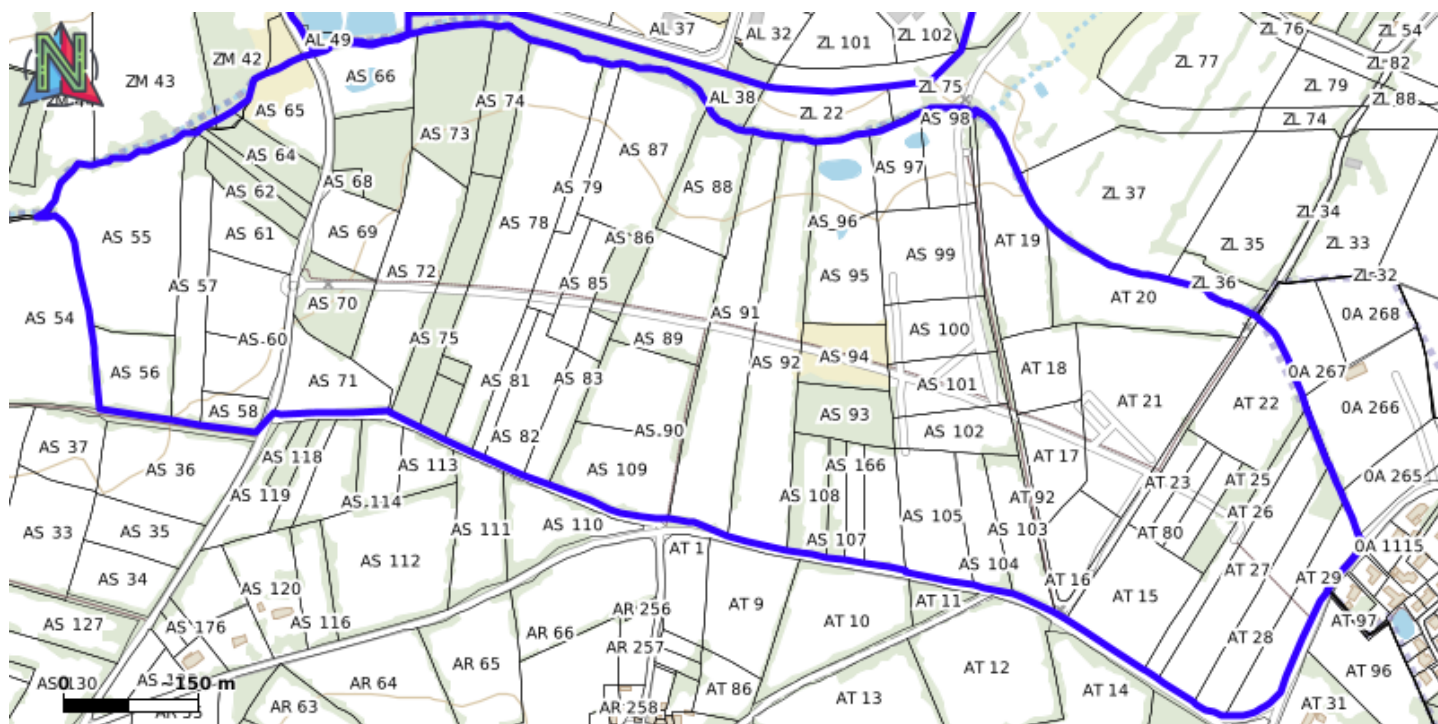 AL 37
AL 32
ZL 101
ZL 102
ZL 76
ZL 54
AL 49
ZM 42
ZM 43
ZL 77
ZL 82
AS 66
ZL 75
ZL 79
ZL 88
AS 65
AS 74
AL 38
ZL 22
AS 98
ZL 74
AS 73
AS 87
AS 64
AS 97
AS 62
AS 68
AS 79
AS 88
ZL 37
ZL 34
AS 55
AS 61
AS 69
AS 78
AS 86
AS 96
AT 19
ZL 35
ZL 33
AS 99
AS 72
AS 57
AS 85
AS 95
ZL 36
ZL 32
AS 70
AT 20
AS 54
AS 91
0A 268
AS 60
AS 75
AS 89
AS 100
AS 94
AS 92
AT 18
0A 267
AS 56
AS 71
AS 81
AS 83
AS 101
AT 21
AT 22
0A 266
AS 58
AS 93
AS 82
AS 90
AS 102
AS 37
AS 36
AS 118
AS 113
AS 109
AS 166
AT 17
0A 265
AT 23
AT 25
AS 119
AS 114
AS 108
AT 92
AS 105
AS 33
AS 35
AS 111
AS 110
AS 107
AS 103
AT 80
AT 26
AT 1
0A 1115
AS 34
AS 112
AS 104
AT 16
AT 27
AT 29
AS 120
AT 15
AT 9
AT 11
AR 256
AS 127
AS 176
AS 116
AR 66
AT 10
AT 97
AR 257
AT 28
AR 65
AT 12
AT 96
AR 64
AT 86
AT 14
AT 13
AR 63
AR 258
AT 31
0
150 m
N